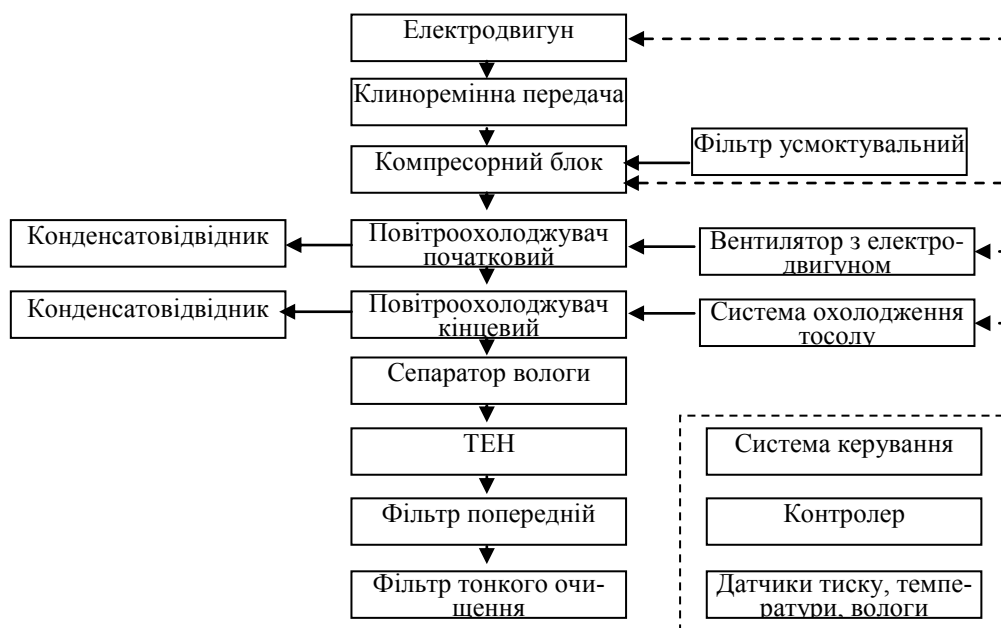 Електродвигун
Клиноремінна передача
Компресорний блок
Фільтр усмоктувальний
Конденсатовідвідник
Повітроохолоджувач
початковий
Вентилятор з електро-
двигуном
Конденсатовідвідник
Повітроохолоджувач
кінцевий
Система охолодження
тосолу
Сепаратор вологи
ТЕН
Система керування
Фільтр попередній
Контролер
Фільтр тонкого очи-
щення
Датчики тиску, темпе-
ратури, вологи